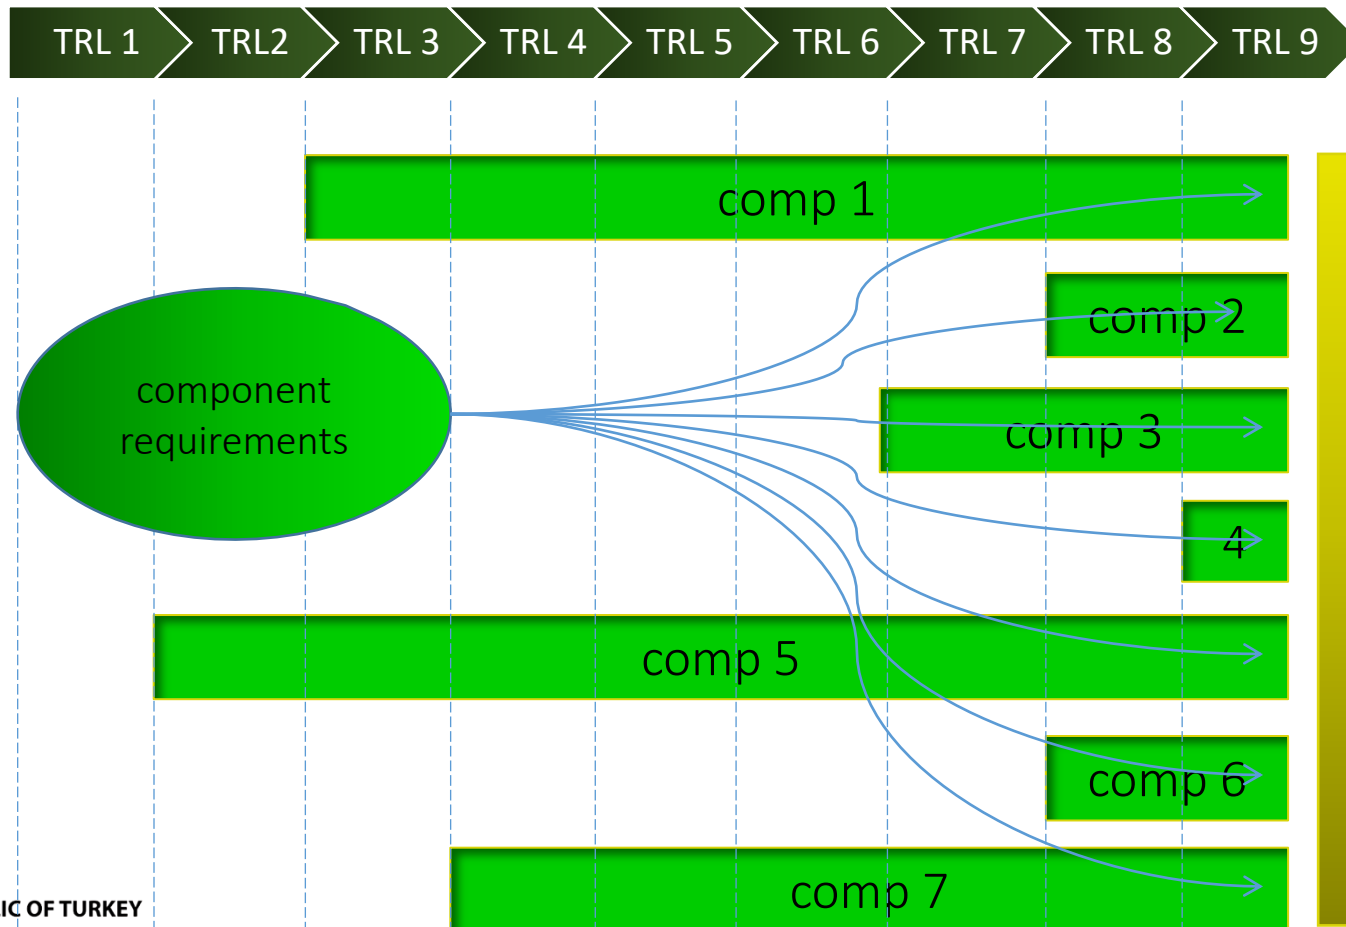 TRL 1
TRL2
TRL 3
TRL 4
TRL 5
TRL 6
TRL 7
TRL 8
TRL 9
comp 1
comp 2
component
requirements
comp 3
4
comp 5
comp 6
comp 7
IC OF TURKEY